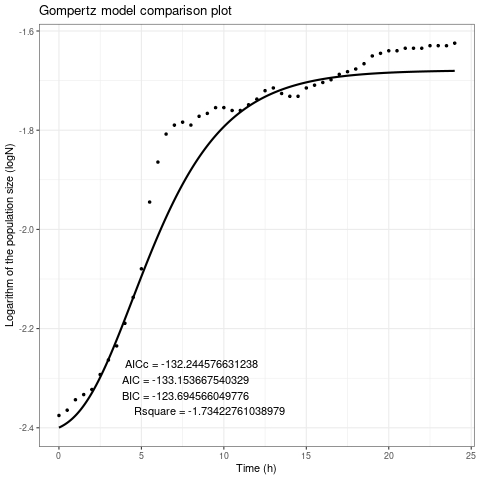 Gompertz model comparison plot
Logarithm of the population size (logN)
-1.6
-1.8
-2.0
-2.2
-2.4
AICc = -132.244576631238
AIC = -133.153667540329
BIC = -123.694566049776
Rsquare = -1.73422761038979
0 5 10 15 20 25
Time (h)